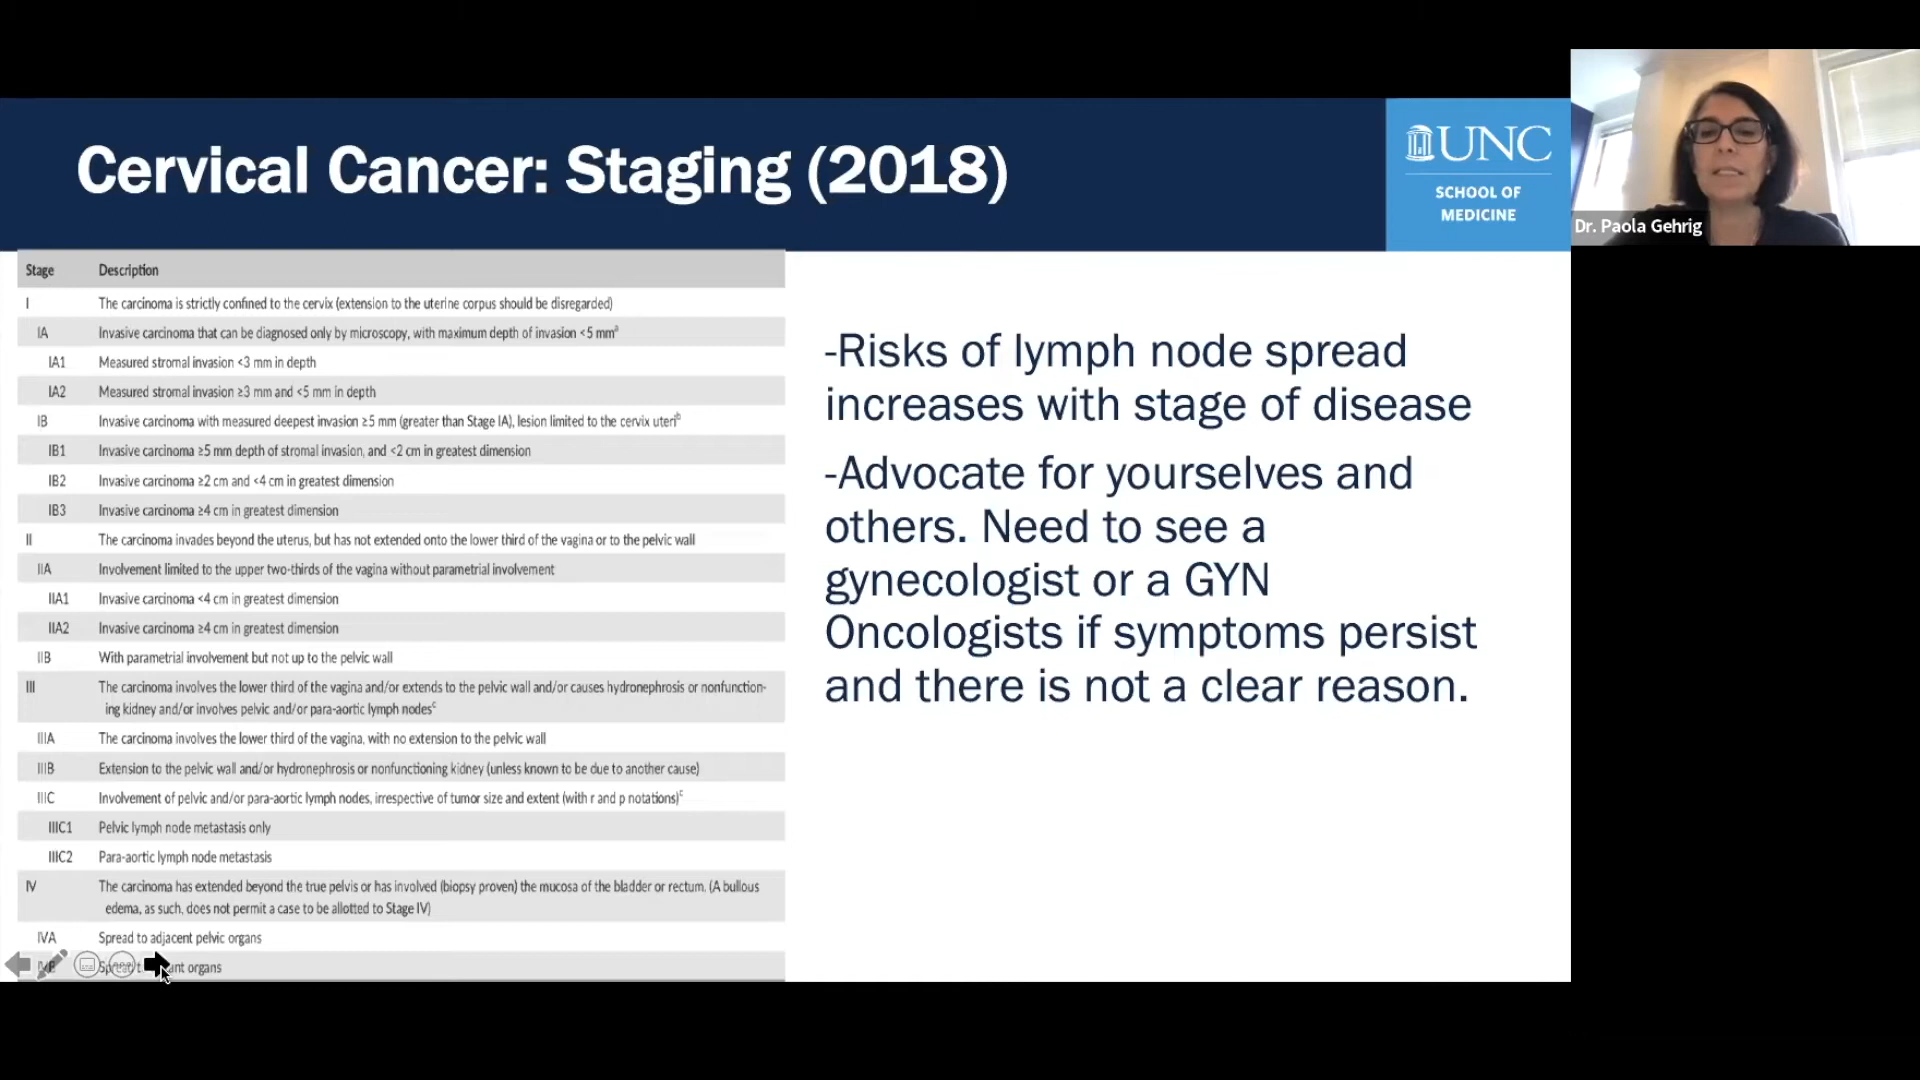 Cervical Cancer: Staging (2018)
UNC
SCHOOL OF
MEDICINE
Dr. Paola Gehrig
Stage Description
I The carcinoma is strictly confined to the cervix (extension to the uterine corpus should be disregarded)
IA Invasive carcinoma that can be diagnosed only by microscopy, with maximum depth of invasion <5 mmᵃ
IA1 Measured stromal invasion <3 mm in depth
IA2 Measured stromal invasion ≥3 mm and <5 mm in depth
IB Invasive carcinoma with measured deepest invasion ≥5 mm (greater than Stage IA), lesion limited to the cervix uteriᵇ
IB1 Invasive carcinoma ≥5 mm depth of stromal invasion, and <2 cm in greatest dimension
IB2 Invasive carcinoma ≥2 cm and <4 cm in greatest dimension
IB3 Invasive carcinoma ≥4 cm in greatest dimension
II The carcinoma invades beyond the uterus, but has not extended onto the lower third of the vagina or to the pelvic wall
IIA Involvement limited to the upper two-thirds of the vagina without parametrial involvement
IIA1 Invasive carcinoma <4 cm in greatest dimension
IIA2 Invasive carcinoma ≥4 cm in greatest dimension
IIB With parametrial involvement but not up to the pelvic wall
III The carcinoma involves the lower third of the vagina and/or extends to the pelvic wall and/or causes hydronephrosis or nonfunction-
ing kidney and/or involves pelvic and/or para-aortic lymph nodesᶜ
IIIA The carcinoma involves the lower third of the vagina, with no extension to the pelvic wall
IIIB Extension to the pelvic wall and/or hydronephrosis or nonfunctioning kidney (unless known to be due to another cause)
IIIC Involvement of pelvic and/or para-aortic lymph nodes, irrespective of tumor size and extent (with r and p notations)ᶜ
IIIC1 Pelvic lymph node metastasis only
IIIC2 Para-aortic lymph node metastasis
IV The carcinoma has extended beyond the true pelvis or has involved (biopsy proven) the mucosa of the bladder or rectum. (A bullous
edema, as such, does not permit a case to be allotted to Stage IV)
IVA Spread to adjacent pelvic organs
organs
-Risks of lymph node spread
increases with stage of disease
-Advocate for yourselves and
others. Need to see a
gynecologist or a GYN
Oncologists if symptoms persist
and there is not a clear reason.